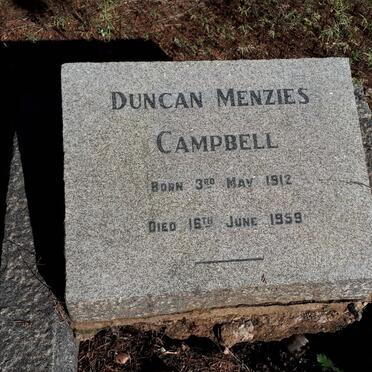 DUNCAN MENZIES
CAMPBELL
BORN 3RD MAY 1912
DIED 16TH JUNE 1959